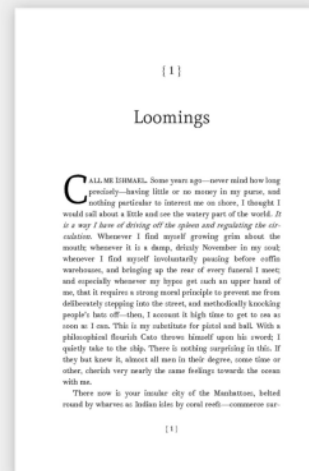 { 1 }
Loomings
CALL ME ISHMAEL. Some years ago—never mind how long
precisely—having little or no money in my purse, and
nothing particular to interest me on shore, I thought I
would sail about a little and see the watery part of the world. It
is a way I have of driving off the spleen and regulating the cir-
culation. Whenever I find myself growing grim about the
mouth; whenever it is a damp, drizzly November in my soul;
whenever I find myself involuntarily pausing before coffin
warehouses, and bringing up the rear of every funeral I meet;
and especially whenever my hypos get such an upper hand of
me, that it requires a strong moral principle to prevent me from
deliberately stepping into the street, and methodically knocking
people's hats off—then, I account it high time to get to sea as
soon as I can. This is my substitute for pistol and ball. With a
philosophical flourish Cato throws himself upon his sword; I
quietly take to the ship. There is nothing surprising in this. If
they but knew it, almost all men in their degree, some time or
other, cherish very nearly the same feelings towards the ocean
with me.
There now is your insular city of the Manhattoes, belted
round by wharves as Indian isles by coral reefs—commerce sur-
{ 1 }